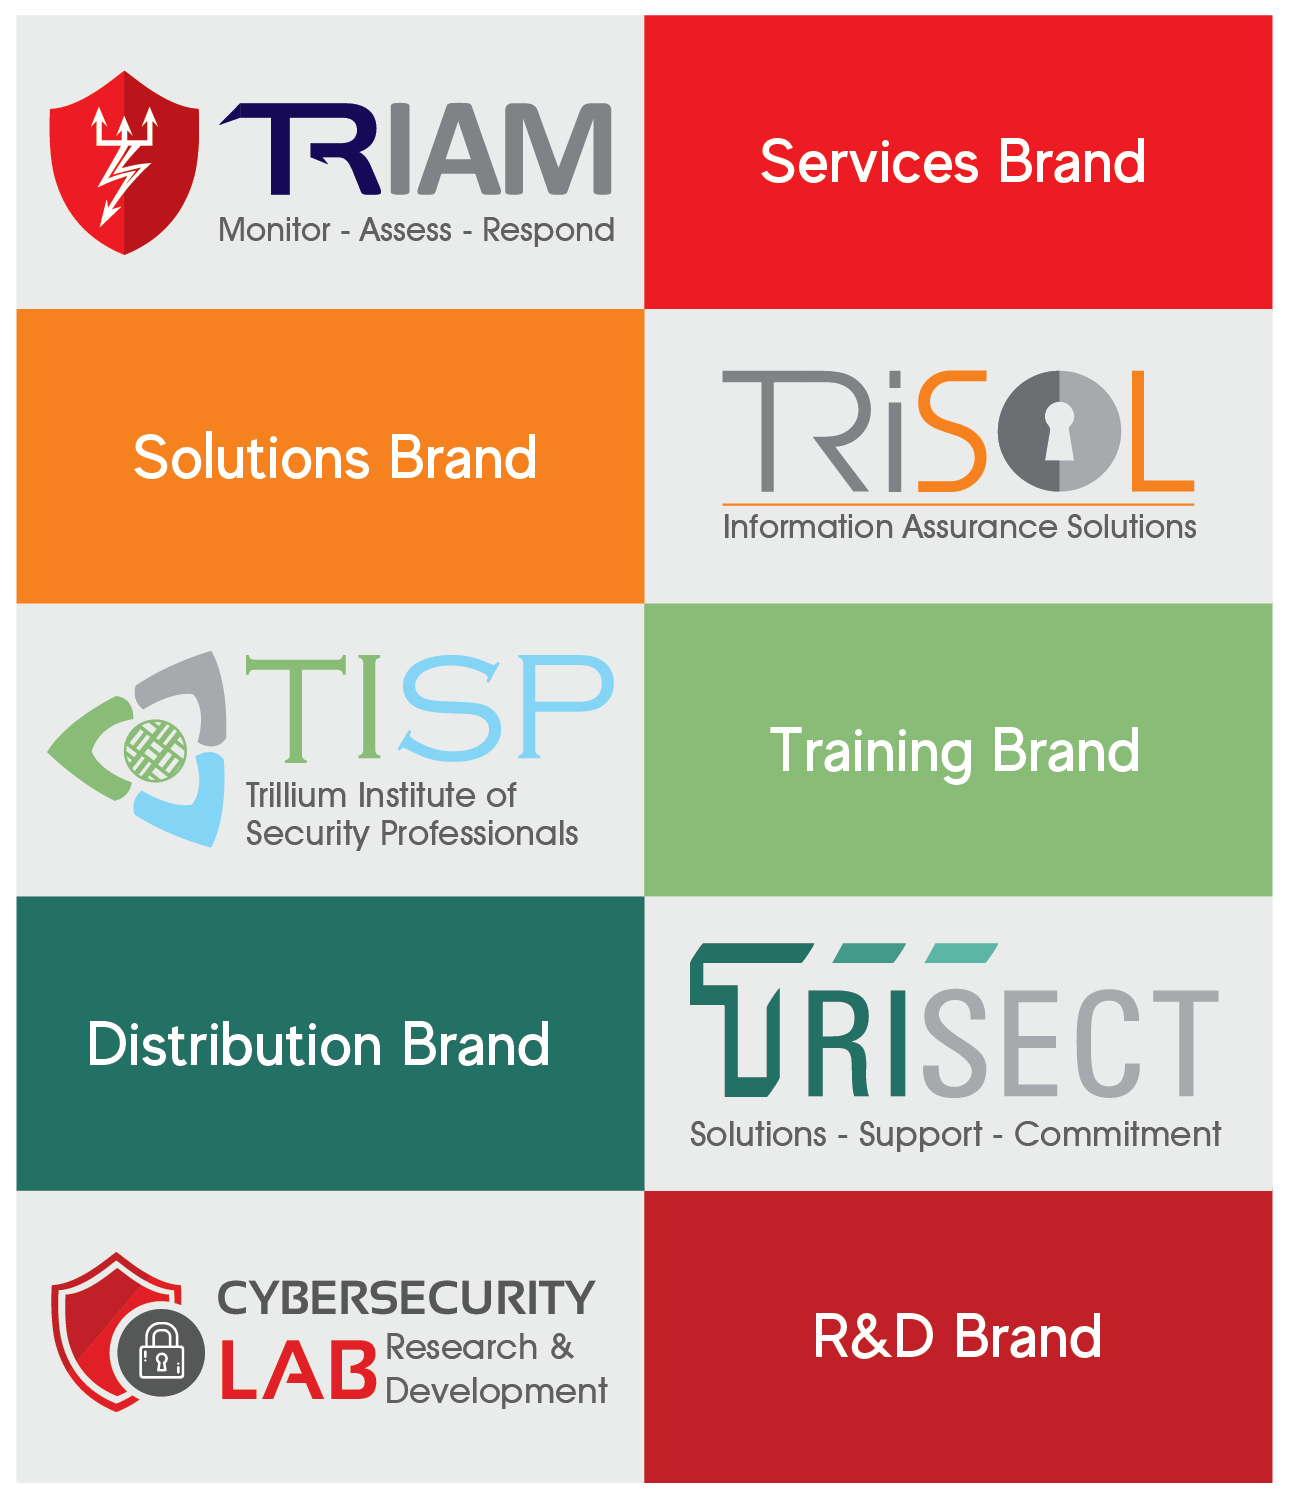 TRIAM
Monitor - Assess - Respond
Services Brand
Solutions Brand
TRiSOL
Information Assurance Solutions
TISP
Trillium Institute of
Security Professionals
Training Brand
Distribution Brand
TRISECT
Solutions - Support - Commitment
CYBERSECURITY
LAB
Research &
Development
R&D Brand